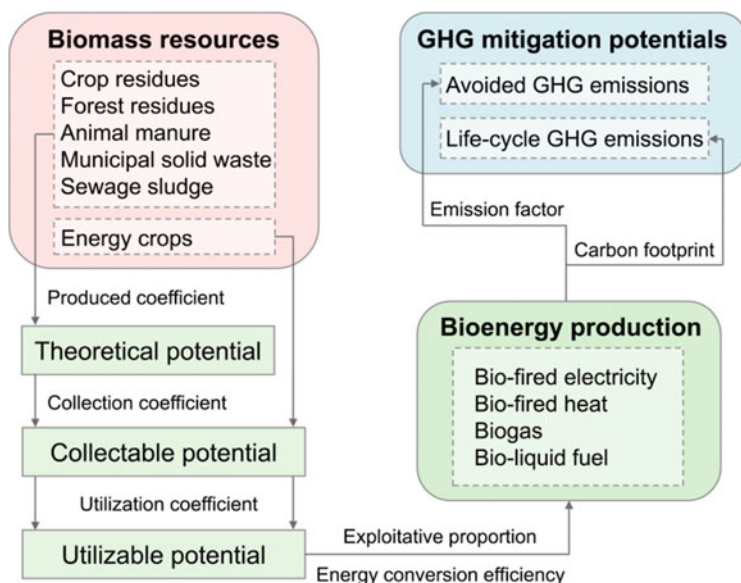 Biomass resources
Crop residues
Forest residues
Animal manure
Municipal solid waste
Sewage sludge
Energy crops
Produced coefficient
Theoretical potential
Collection coefficient
Collectable potential
Utilization coefficient
Utilizable potential
Exploitative proportion
Energy conversion efficiency
GHG mitigation potentials
Avoided GHG emissions
Life-cycle GHG emissions
Emission factor
Carbon footprint
Bioenergy production
Bio-fired electricity
Bio-fired heat
Biogas
Bio-liquid fuel